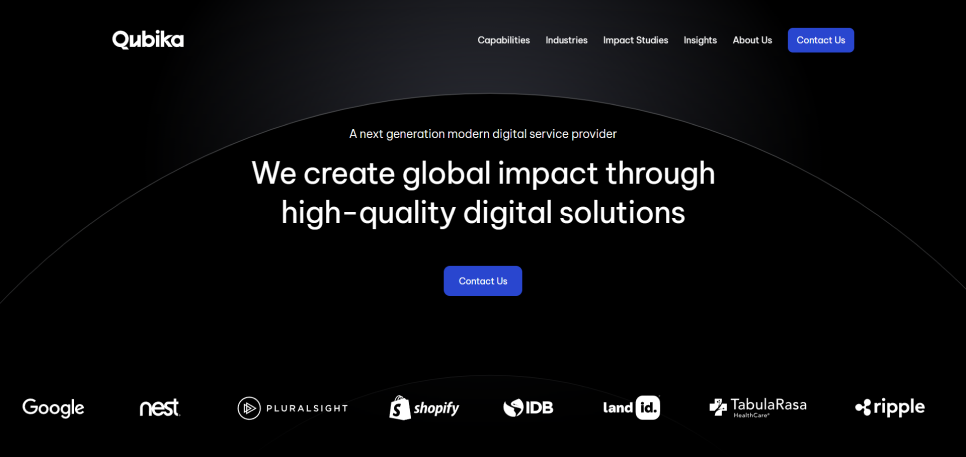 Qubika
Capabilities Industries Impact Studies Insights About Us Contact Us
A next generation modern digital service provider
We create global impact through
high-quality digital solutions
Contact Us
Google nest PLURALSIGHT shopify IDB land id. TabulaRasa ripple
HealthCare